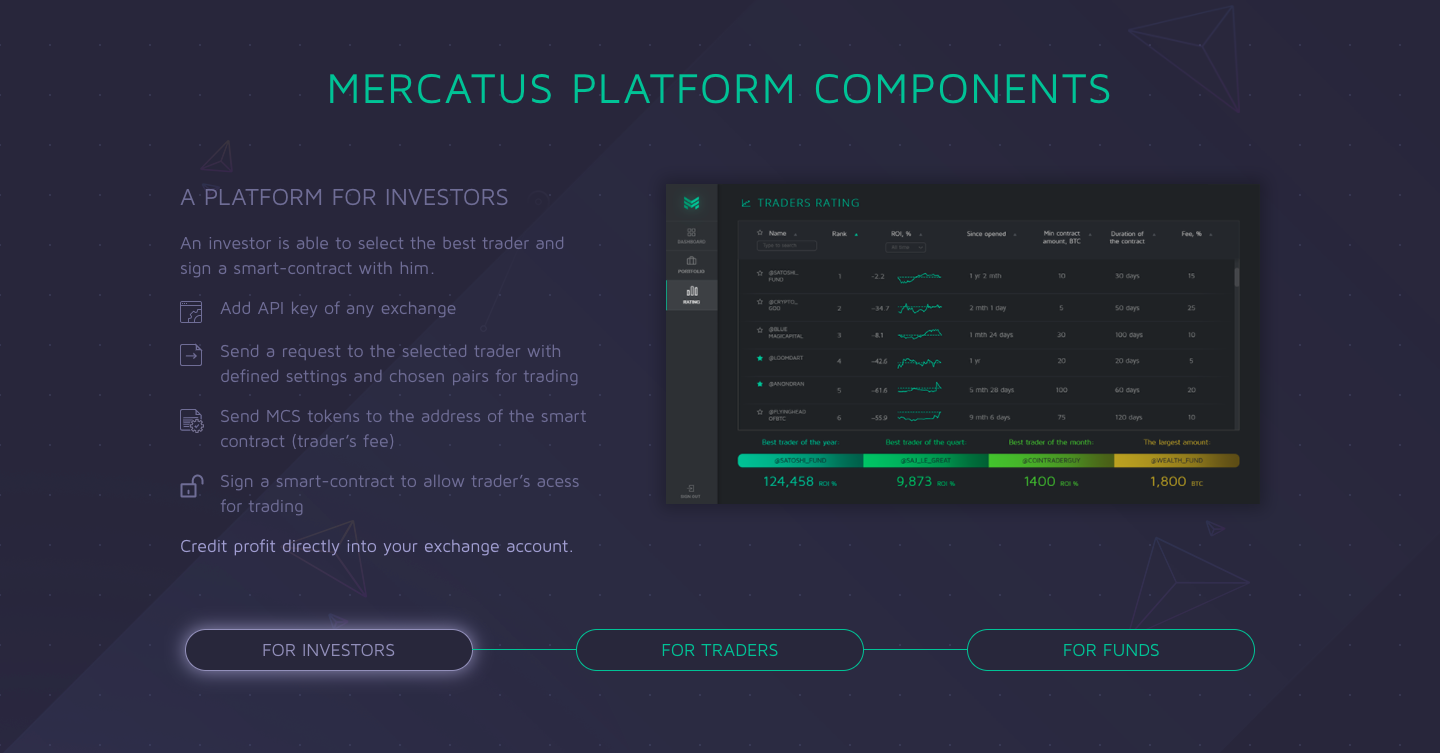 MERCATUS PLATFORM COMPONENTS
A PLATFORM FOR INVESTORS
An investor is able to select the best trader and
sign a smart-contract with him.
Add API key of any exchange
Send a request to the selected trader with
defined settings and chosen pairs for trading
Send MCS tokens to the address of the smart
contract (trader's fee)
Sign a smart-contract to allow trader's acess
for trading
Credit profit directly into your exchange account.
DASHBOARD
PORTFOLIO
RATING
SIGN OUT
TRADERS RATING
Name Rank ROI, % Since opened Min contract amount, BTC Duration of the contract Fee, %
Type to search All time
@SATOSHI_FUND 1 -2.2 1 yr 2 mth 10 30 days 15
@CRYPTO_GOD 2 -34.7 2 mth 1 day 5 50 days 25
@BLUE MAGICAPITAL 3 -8.1 1 mth 24 days 30 100 days 10
@LOOMDART 4 -42.6 1 yr 20 20 days 5
@ANONDRAN 5 -61.6 5 mth 28 days 100 60 days 20
@FLYINGHEAD OFBTC 6 -55.9 9 mth 6 days 75 120 days 10
Best trader of the year: Best trader of the quart: Best trader of the month: The largest amount:
@SATOSHI_FUND @SAJ_LE_GREAT @COINTRADERGUY @WEALTH_FUND
124,458 ROI % 9,873 ROI % 1400 ROI % 1,800 BTC
FOR INVESTORS
FOR TRADERS
FOR FUNDS